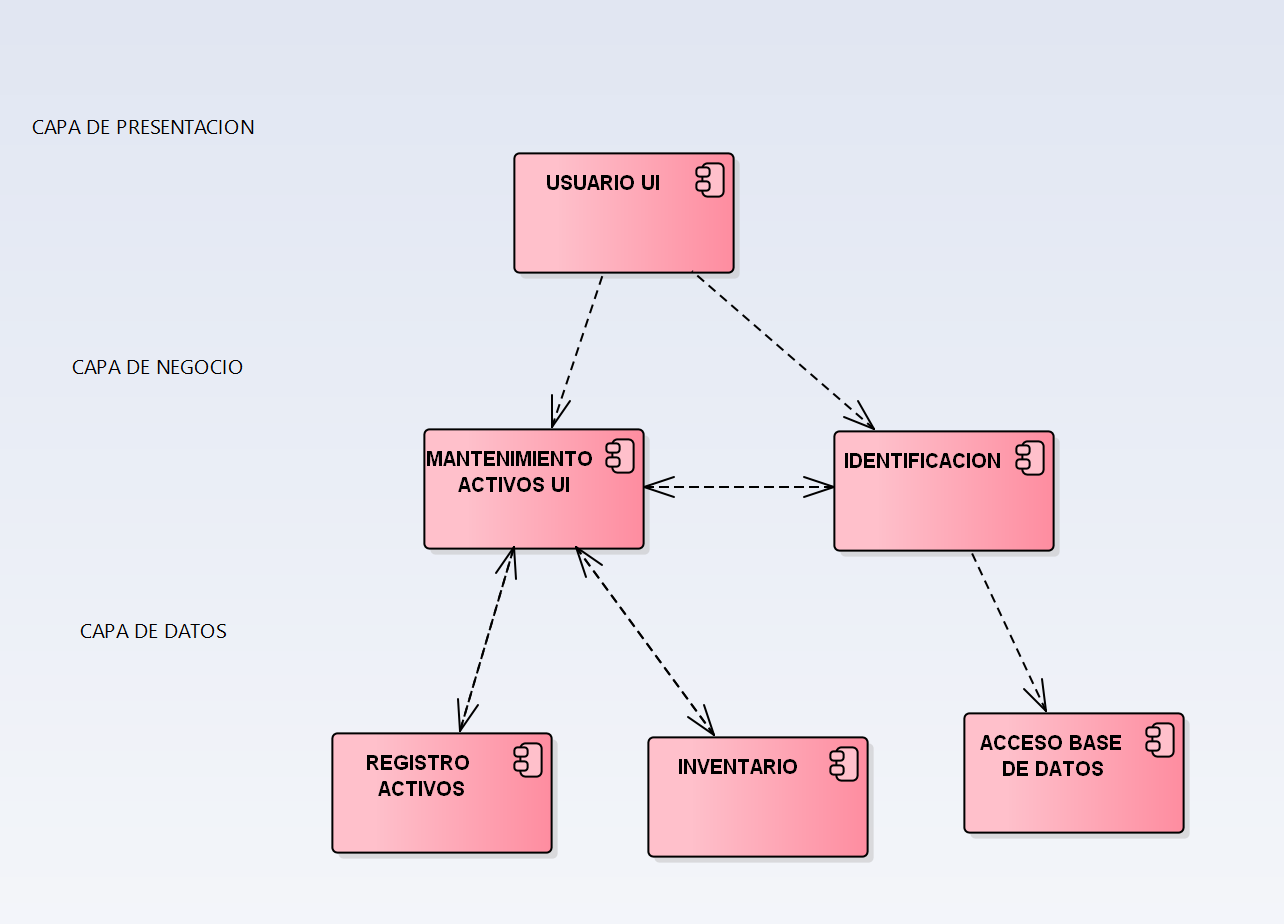 CAPA DE PRESENTACION
USUARIO UI
CAPA DE NEGOCIO
MANTENIMIENTO
ACTIVOS UI
IDENTIFICACION
CAPA DE DATOS
REGISTRO
ACTIVOS
INVENTARIO
ACCESO BASE
DE DATOS